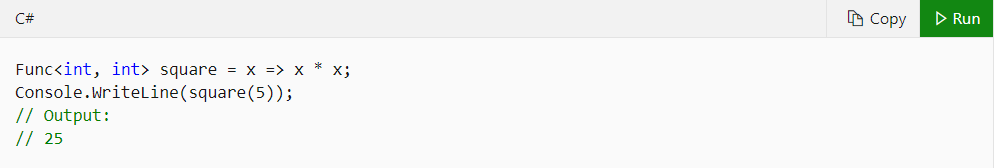 C#
Copy
Run
Func<int, int> square = x => x * x;
Console.WriteLine(square(5));
// Output:
// 25